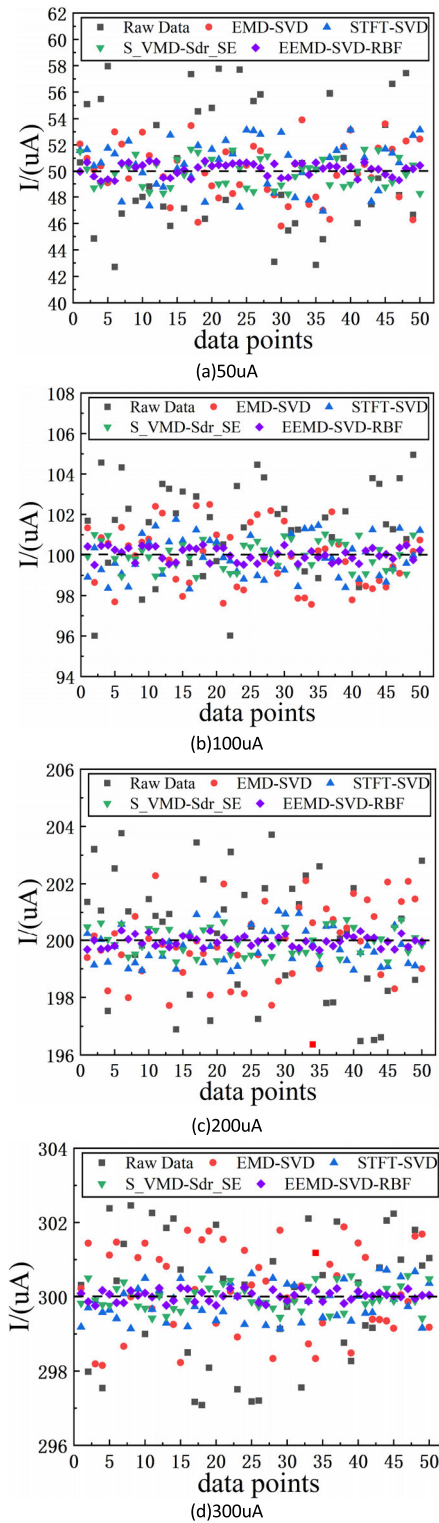 62
60
58
56
54
52
50
48
46
44
42
40
I/(uA)
Raw Data EMD-SVD STFT-SVD
S_VMD-Sdr_SE EEMD-SVD-RBF
0 5 10 15 20 25 30 35 40 45 50
data points
(a)50uA
108
106
104
102
100
98
96
94
I/(uA)
Raw Data EMD-SVD STFT-SVD
S_VMD-Sdr_SE EEMD-SVD-RBF
0 5 10 15 20 25 30 35 40 45 50
data points
(b)100uA
206
204
202
200
198
196
I/(uA)
Raw Data EMD-SVD STFT-SVD
S_VMD-Sdr_SE EEMD-SVD-RBF
0 5 10 15 20 25 30 35 40 45 50
data points
(c)200uA
304
302
300
298
296
I/(uA)
Raw Data EMD-SVD STFT-SVD
S_VMD-Sdr_SE EEMD-SVD-RBF
0 5 10 15 20 25 30 35 40 45 50
data points
(d)300uA